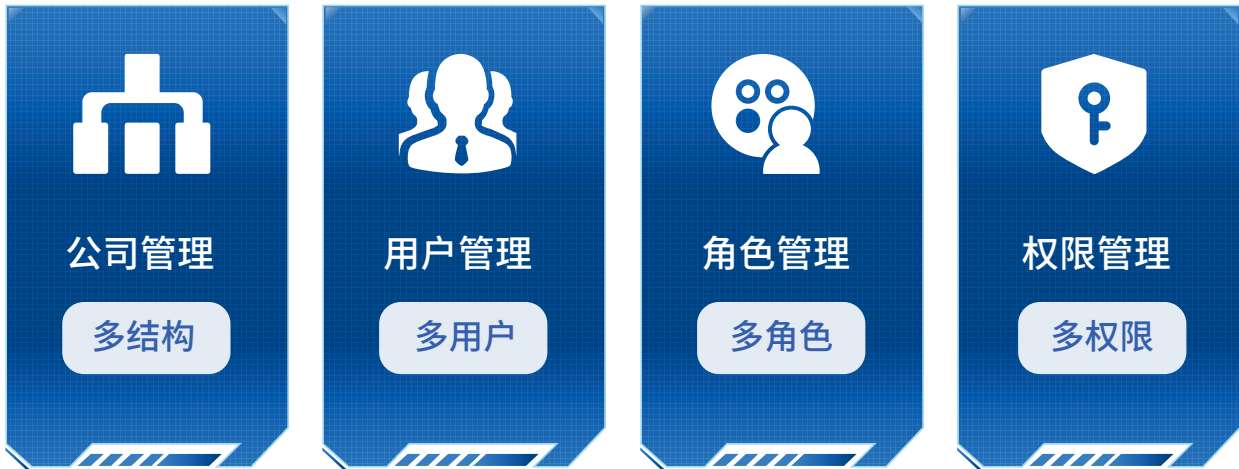 公司管理
多结构
用户管理
多用户
角色管理
多角色
权限管理
多权限